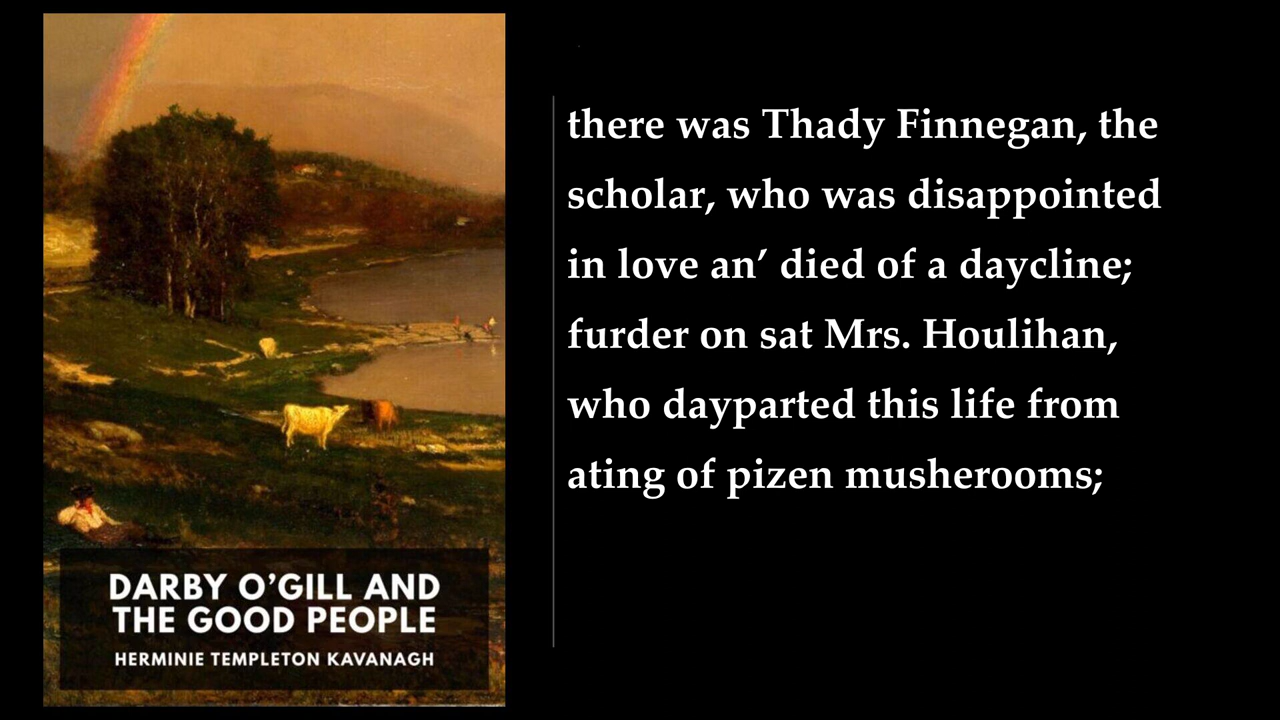 there was Thady Finnegan, the
scholar, who was disappointed
in love an’ died of a daycline;
furder on sat Mrs. Houlihan,
who dayparted this life from
ating of pizen musherooms;
DARBY O’GILL AND
THE GOOD PEOPLE
HERMINIE TEMPLETON KAVANAGH